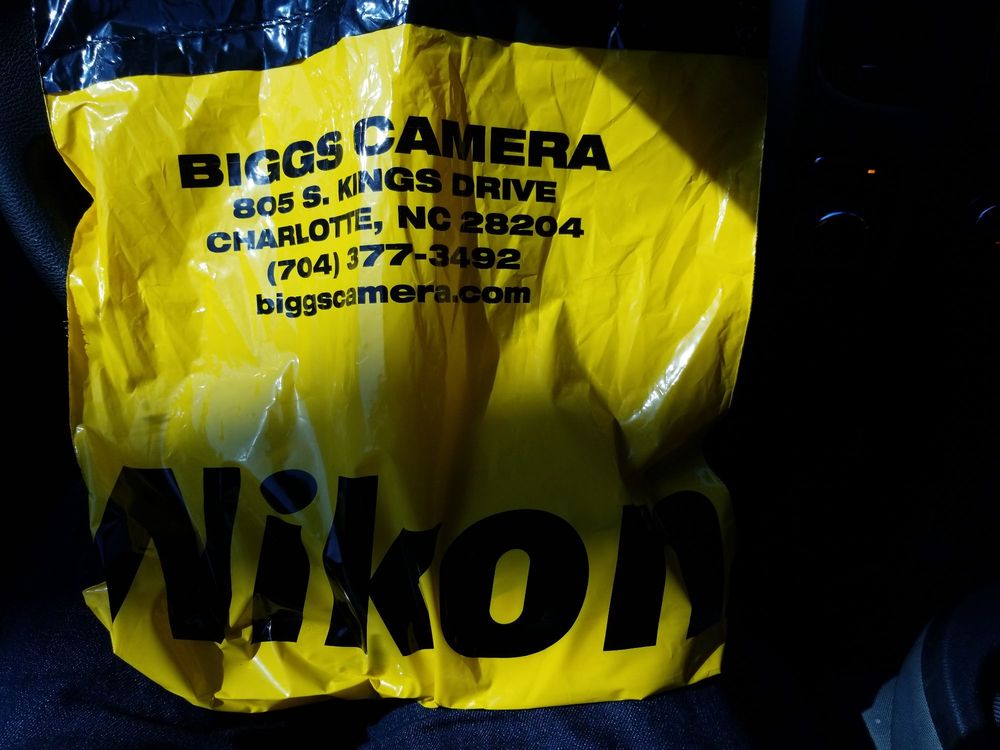 BIGGS CAMERA
805 S. KINGS DRIVE
CHARLOTTE, NC 28204
(704) 377-3492
biggscamera.com
Nikon